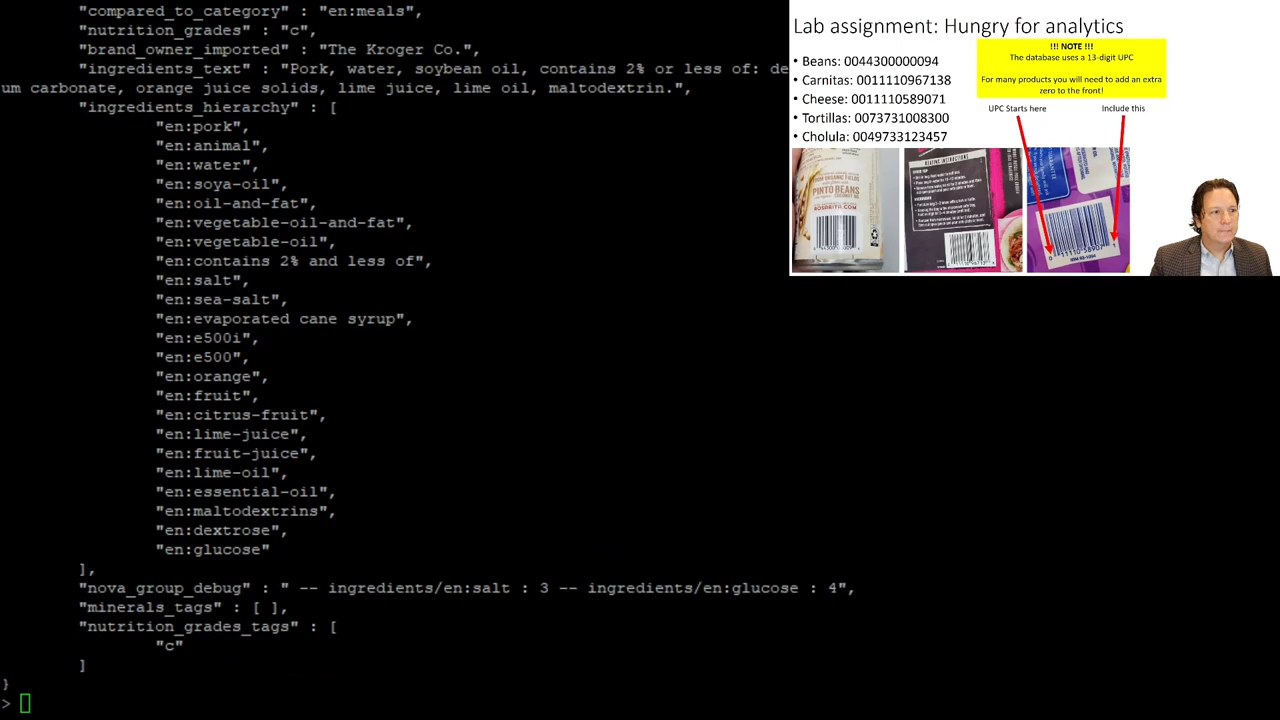 "compared_to_category" : "en:meals",
"nutrition_grades" : "c",
"brand_owner_imported" : "The Kroger Co.",
"ingredients_text" : "Pork, water, soybean oil, contains 2% or less of: de
um carbonate, orange juice solids, lime juice, lime oil, maltodextrin.",
"ingredients_hierarchy" : [
"en:pork",
"en:animal",
"en:water",
"en:soya-oil",
"en:oil-and-fat",
"en:vegetable-oil-and-fat",
"en:vegetable-oil",
"en:contains 2% and less of",
"en:salt",
"en:sea-salt",
"en:evaporated cane syrup",
"en:e500i",
"en:e500",
"en:orange",
"en:fruit",
"en:citrus-fruit",
"en:lime-juice",
"en:fruit-juice",
"en:lime-oil",
"en:essential-oil",
"en:maltodextrins",
"en:dextrose",
"en:glucose"
],
"nova_group_debug" : " -- ingredients/en:salt : 3 -- ingredients/en:glucose : 4",
"minerals_tags" : [ ],
"nutrition_grades_tags" : [
"c"
]
}
>
Lab assignment: Hungry for analytics
• Beans: 0044300000094
• Carnitas: 0011110967138
• Cheese: 0011110589071
• Tortillas: 0073731008300
• Cholula: 0049733123457
!!! NOTE !!!
The database uses a 13-digit UPC
For many products you will need to add an extra
zero to the front!
UPC Starts here
Include this
PINTO BEANS
HEATING INSTRUCTIONS